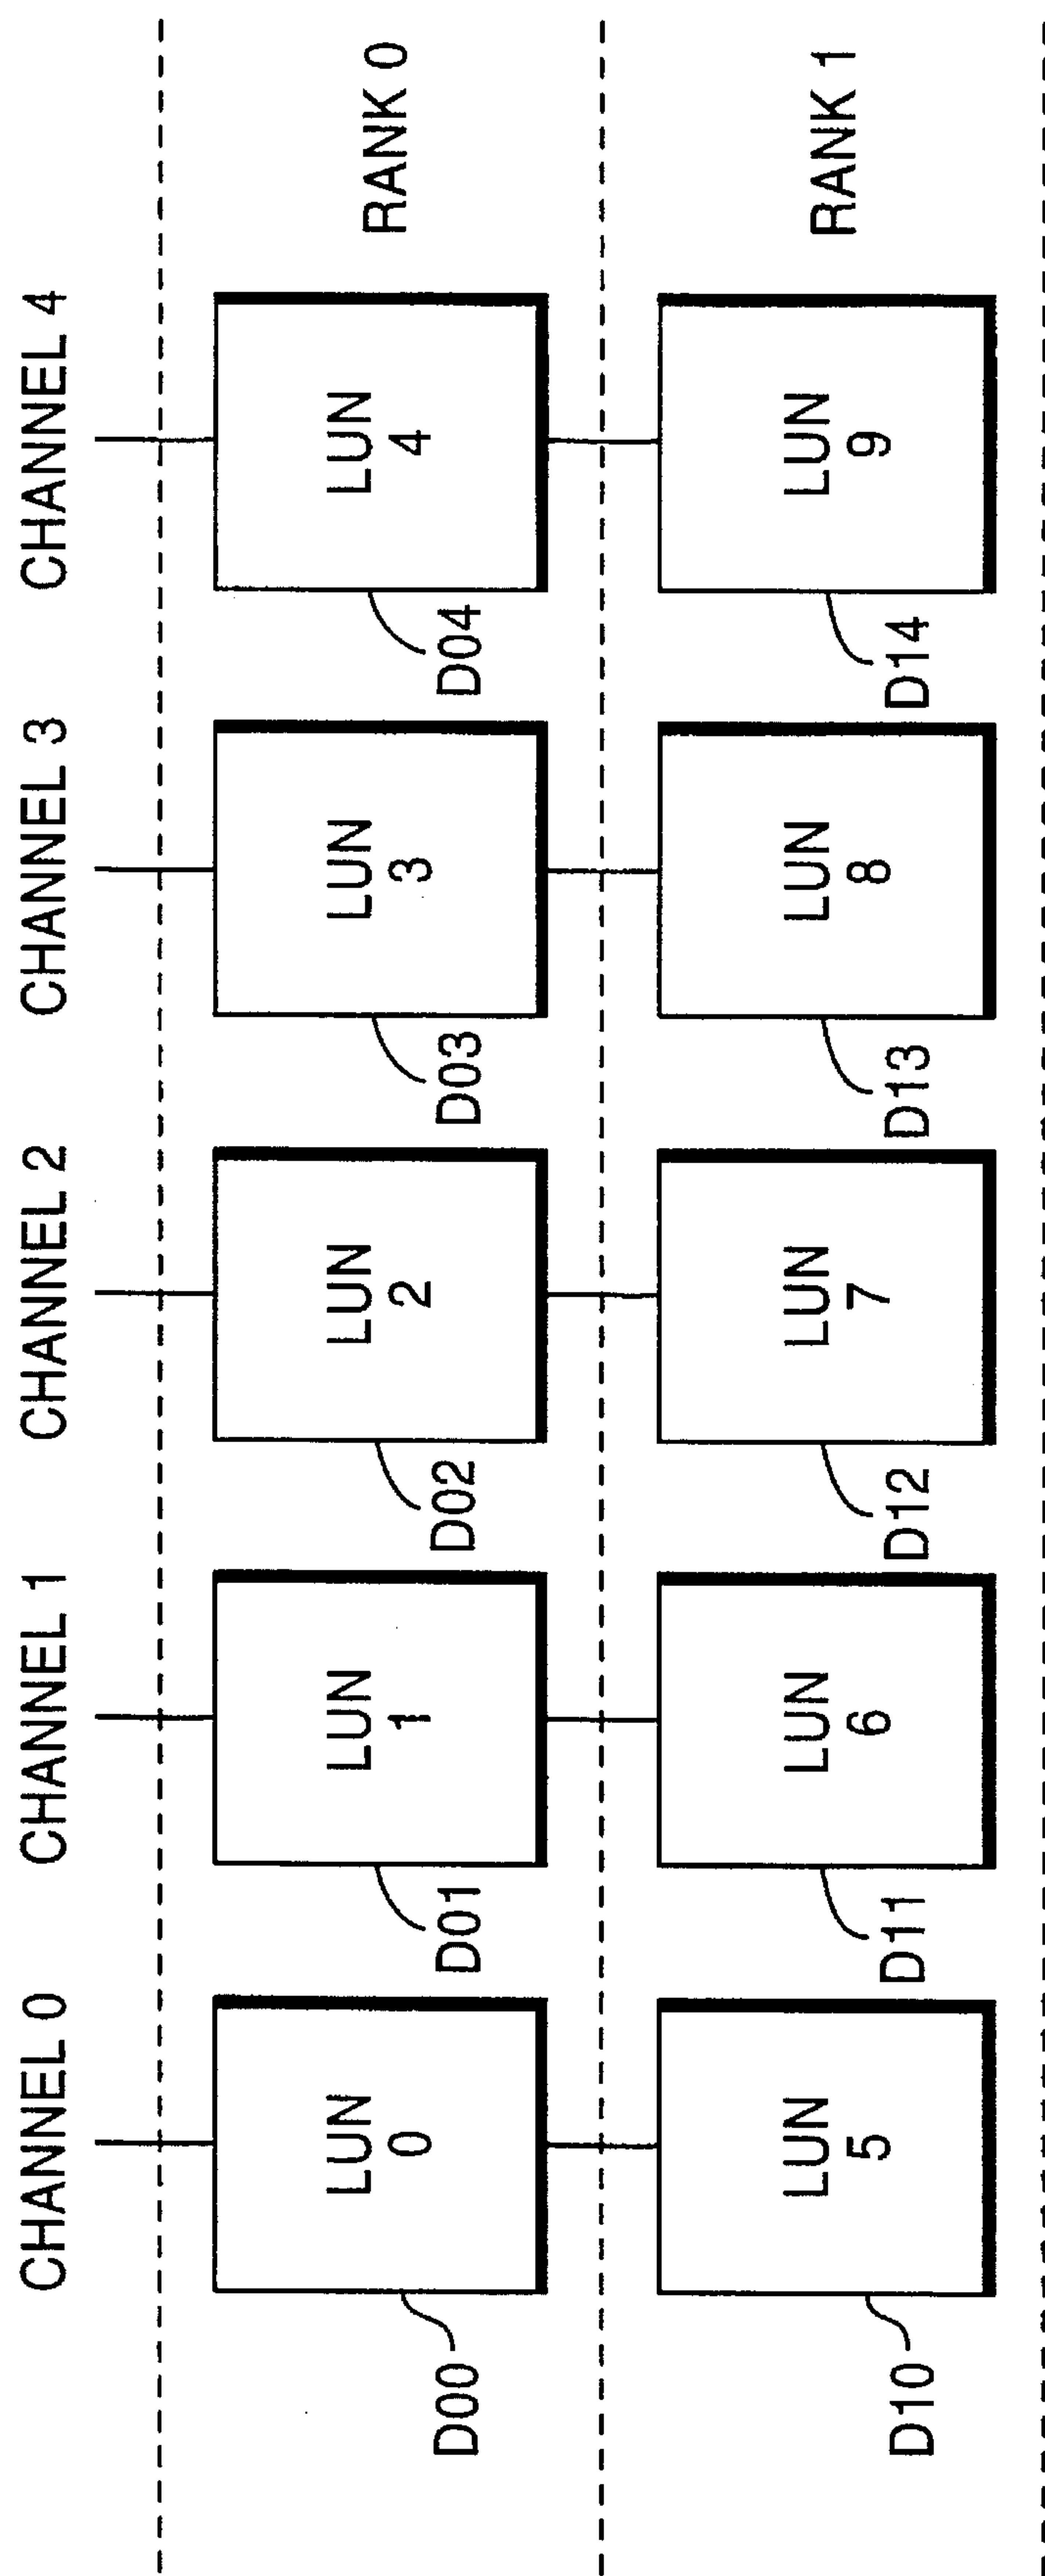 CHANNEL 0
CHANNEL 1
CHANNEL 2
CHANNEL 3
CHANNEL 4
LUN
0
LUN
1
LUN
2
LUN
3
LUN
4
RANK 0
D00
D01
D02
D03
D04
LUN
5
LUN
6
LUN
7
LUN
8
LUN
9
RANK 1
D10
D11
D12
D13
D14